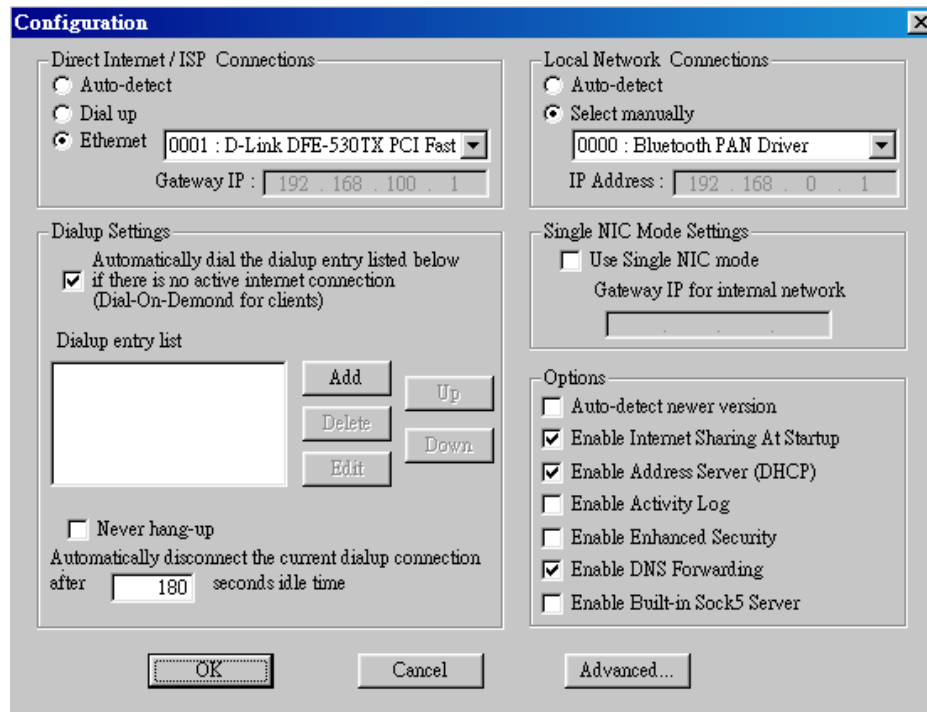 Configuration
Direct Internet / ISP Connections
Auto-detect
Dial up
Ethernet
0001 : D-Link DFE-530TX PCI Fast
Gateway IP : 192 . 168 . 100 . 1
Local Network Connections
Auto-detect
Select manually
0000 : Bluetooth PAN Driver
IP Address : 192 . 168 . 0 . 1
Dialup Settings
Automatically dial the dialup entry listed below
if there is no active internet connection
(Dial-On-Demond for clients)
Dialup entry list
Add
Delete
Edit
Up
Down
Never hang-up
Automatically disconnect the current dialup connection
after 180 seconds idle time
Single NIC Mode Settings
Use Single NIC mode
Gateway IP for internal network
. . .
Options
Auto-detect newer version
Enable Internet Sharing At Startup
Enable Address Server (DHCP)
Enable Activity Log
Enable Enhanced Security
Enable DNS Forwarding
Enable Built-in Sock5 Server
OK
Cancel
Advanced...